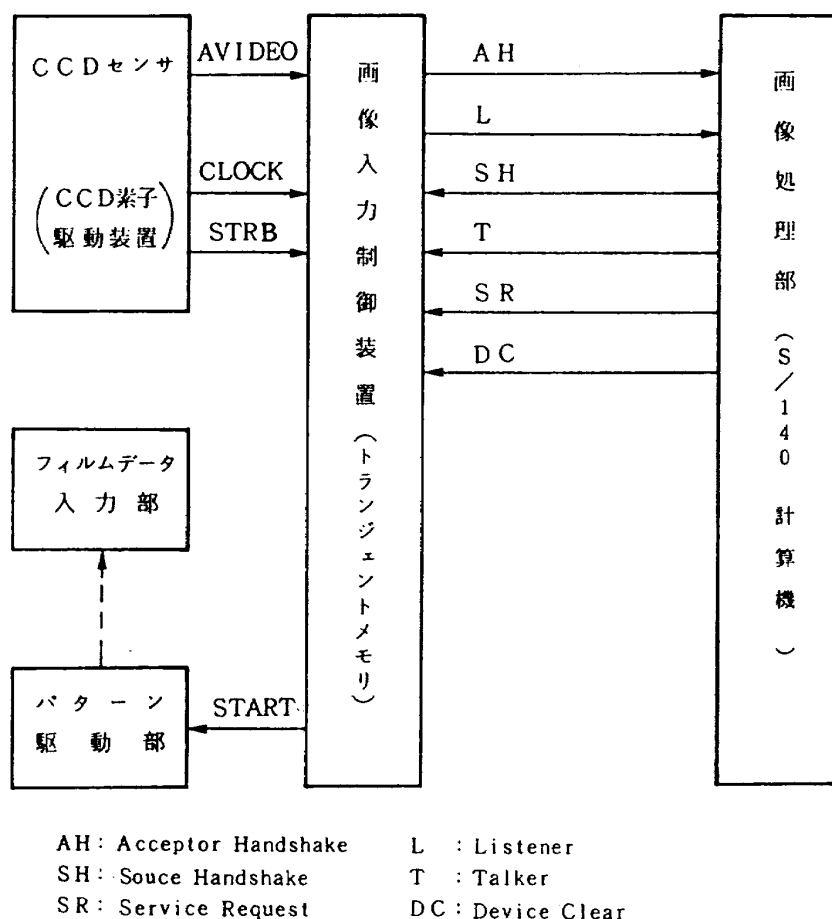 CCDセンサ
(CCD素子
駆動装置)
AVIDEO
CLOCK
STRB
画像入力制御装置(トランジェントメモリ)
AH
L
SH
T
SR
DC
画像処理部(S/140 計算機)
フィルムデータ
入力部
パターン
駆動部
START
AH: Acceptor Handshake L : Listener
SH: Souce Handshake T : Talker
SR: Service Request DC: Device Clear